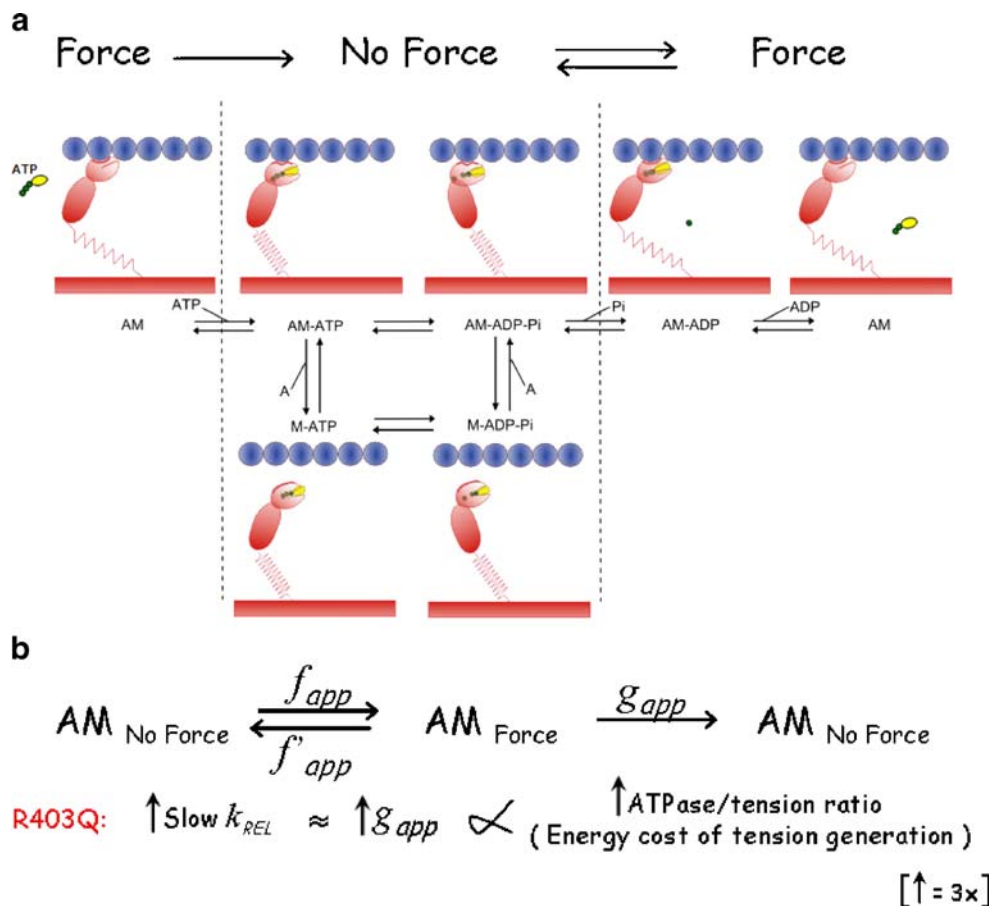 a
Force → No Force ⇌ Force
ATP
ATP Pi ADP
AM ⇌ AM-ATP ⇌ AM-ADP-Pi ⇌ AM-ADP ⇌ AM
A A
M-ATP ⇌ M-ADP-Pi
b
f app g app
AM No Force ⇌ AM Force → AM No Force
f' app
R403Q: ↑Slow k REL ≈ ↑g app ∝ ↑ATPase/tension ratio
( Energy cost of tension generation )
[↑= 3x]